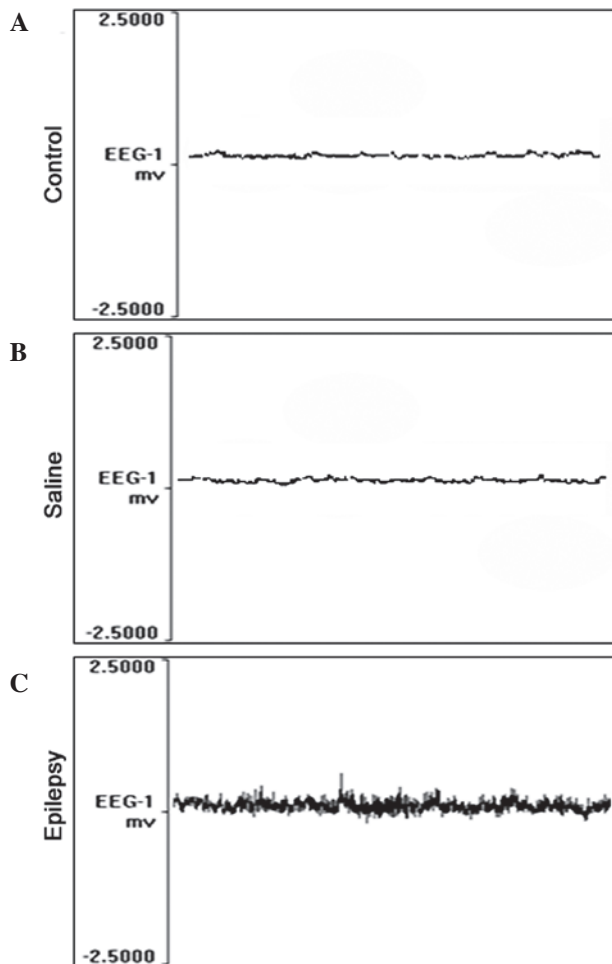 A
2.5000
Control
EEG-1
mv
-2.5000
B
2.5000
Saline
EEG-1
mv
-2.5000
C
2.5000
Epilepsy
EEG-1
mv
-2.5000